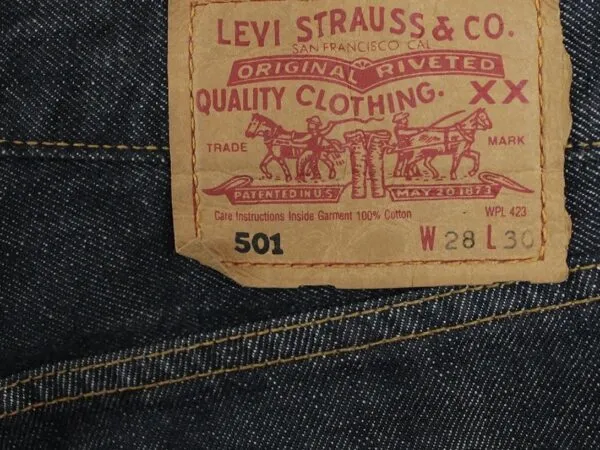 LEVI STRAUSS & CO.
SAN FRANCISCO CAL
ORIGINAL RIVETED
QUALITY CLOTHING. XX
TRADE MARK
PATENTED IN U.S. MAY 20 1873
Care Instructions Inside Garment 100% Cotton WPL 423
501 W 28 L 30